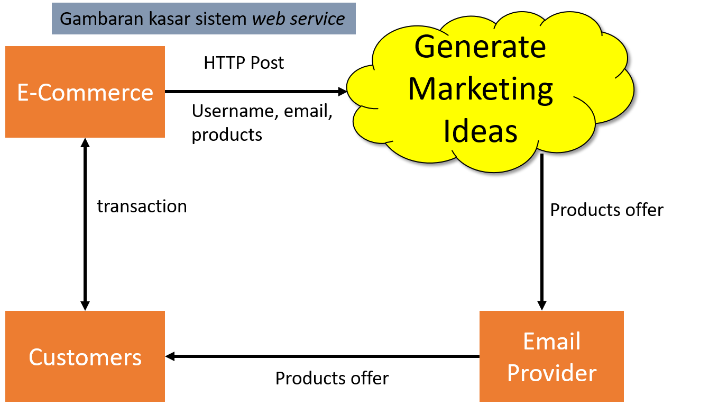 Gambaran kasar sistem web service
E-Commerce
HTTP Post
Username, email,
products
Generate
Marketing
Ideas
transaction
Products offer
Customers
Products offer
Email
Provider